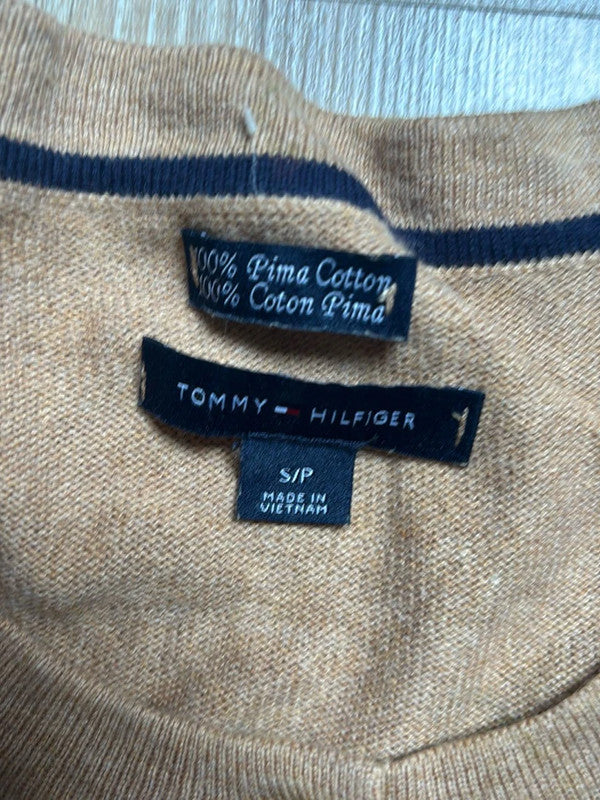 100% Pima Cotton
100% Coton Pima
TOMMY HILFIGER
S/P
MADE IN
VIETNAM